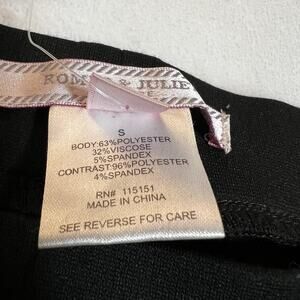 ROM & JULIE
S
BODY:63%POLYESTER
32%VISCOSE
5%SPANDEX
CONTRAST:96%POLYESTER
4%SPANDEX
RN# 115151
MADE IN CHINA
SEE REVERSE FOR CARE